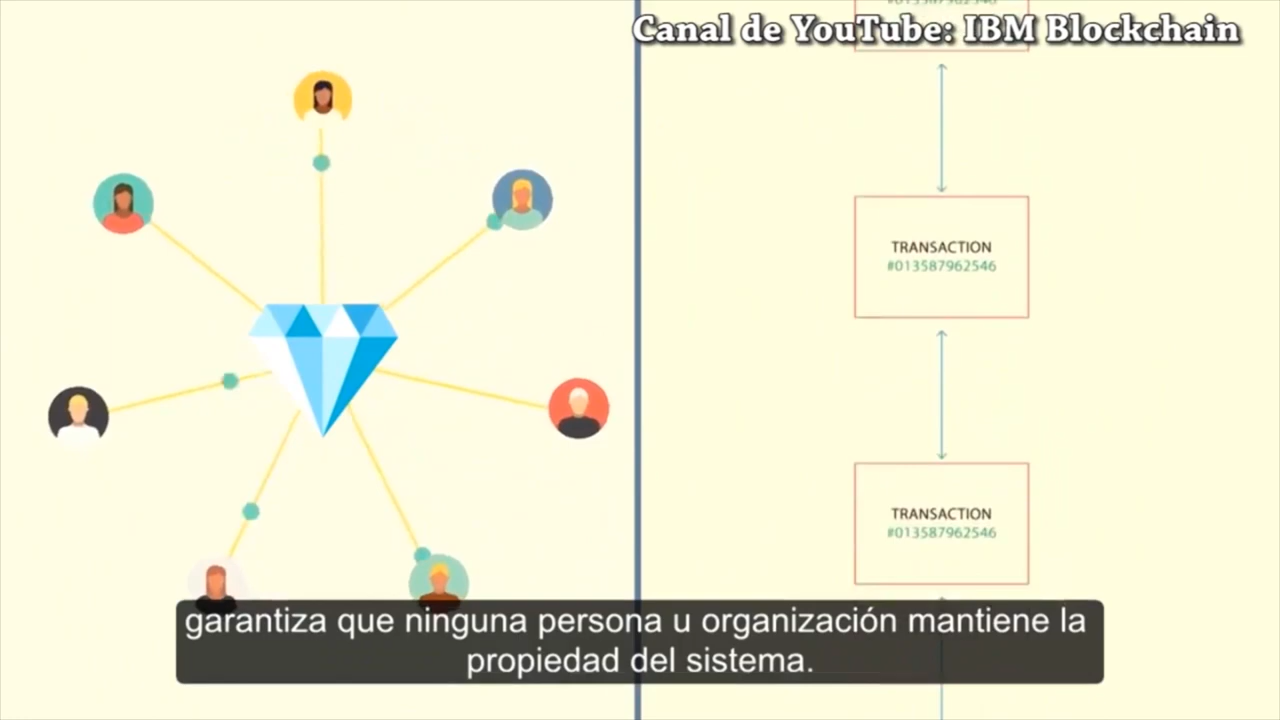 Canal de YouTube: IBM Blockchain
TRANSACTION
#013587962546
TRANSACTION
#013587962546
garantiza que ninguna persona u organización mantiene la
propiedad del sistema.